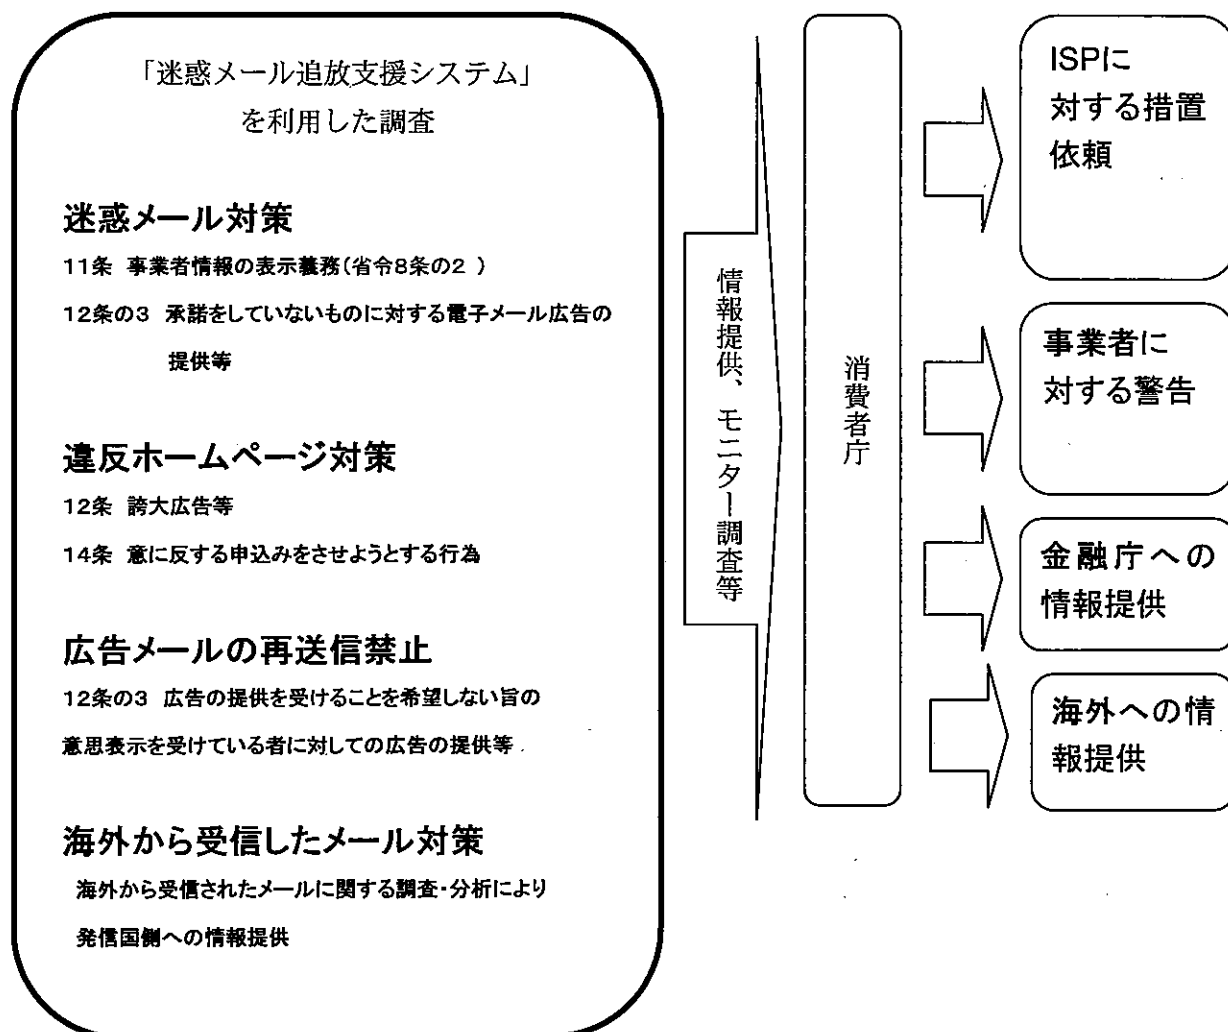 「迷惑メール追放支援システム」
を利用した調査
迷惑メール対策
11条 事業者情報の表示義務(省令8条の2 )
12条の3 承諾をしていないものに対する電子メール広告の
提供等
違反ホームページ対策
12条 誇大広告等
14条 意に反する申込みをさせようとする行為
広告メールの再送信禁止
12条の3 広告の提供を受けることを希望しない旨の
意思表示を受けている者に対しての広告の提供等
海外から受信したメール対策
海外から受信されたメールに関する調査・分析により
発信国側への情報提供
情報提供、モニター調査等
消費者庁
ISPに
対する措置
依頼
事業者に
対する警告
金融庁への
情報提供
海外への情
報提供